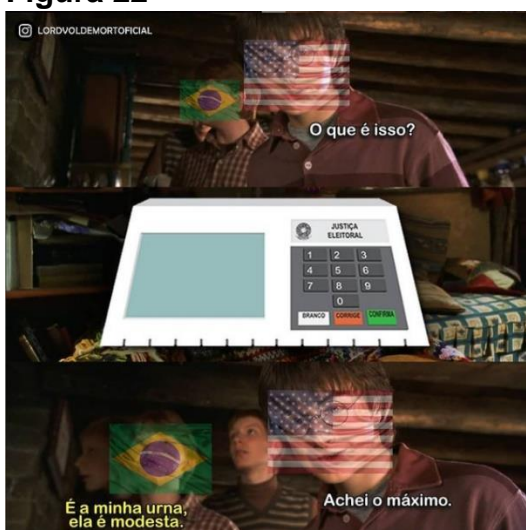 Figura 22
LORDVOLDEMORTOFICIAL
O que é isso?
JUSTIÇA
ELEITORAL
1 2 3
4 5 6
7 8 9
0
BRANCO CORRIGE CONFIRMA
É a minha urna,
ela é modesta.
Achei o máximo.